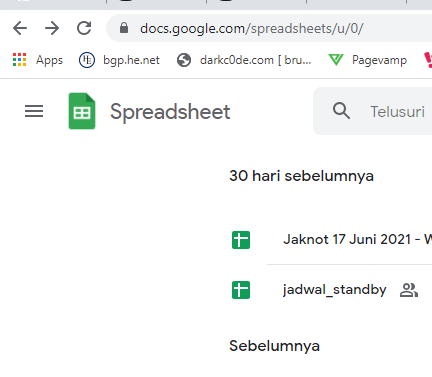 docs.google.com/spreadsheets/u/0/
Apps bgp.he.net darkc0de.com [ bru... Pagevamp
Spreadsheet Telusuri
30 hari sebelumnya
Jaknot 17 Juni 2021 -
jadwal_standby
Sebelumnya